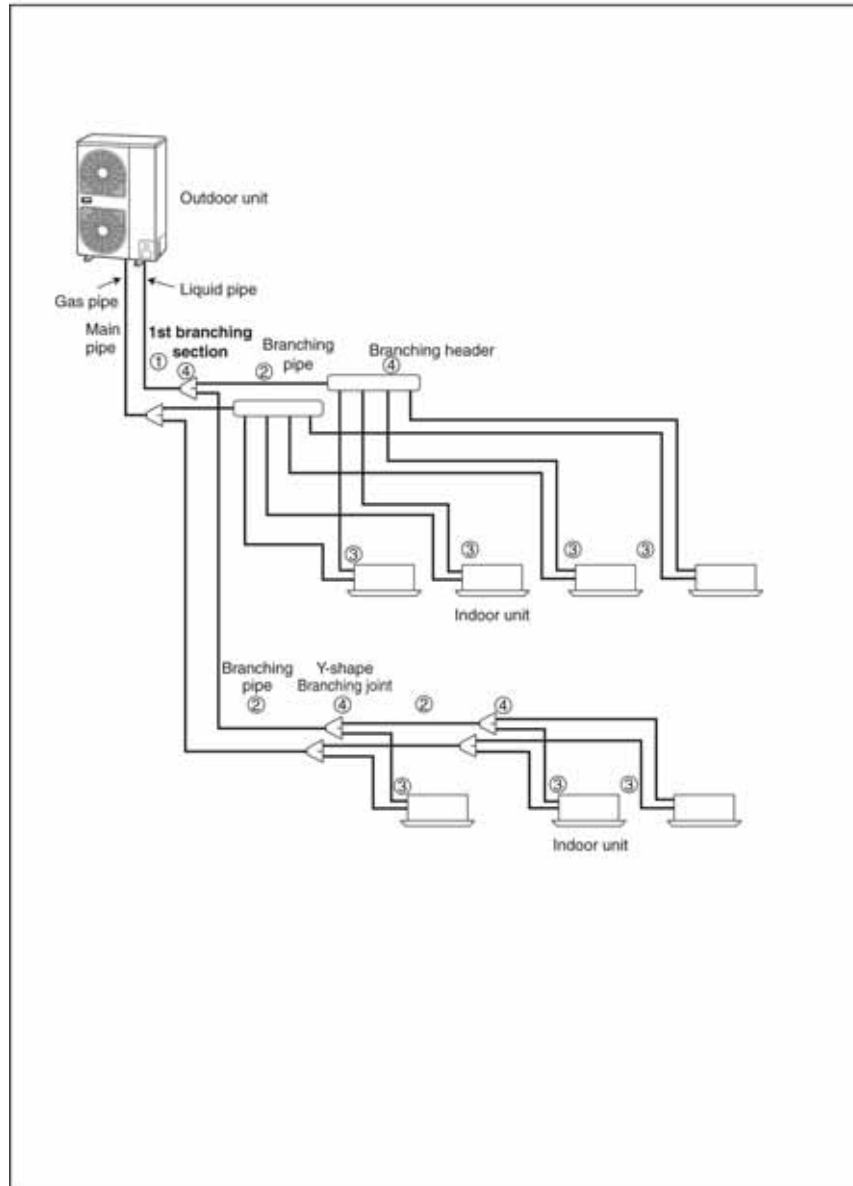 Outdoor unit
Gas pipe
Liquid pipe
Main
pipe
1st branching
section
①
④
Branching
pipe
②
Branching header
④
③
③
③
③
Indoor unit
Branching
pipe
②
Y-shape
Branching joint
④
②
④
③
③
③
Indoor unit